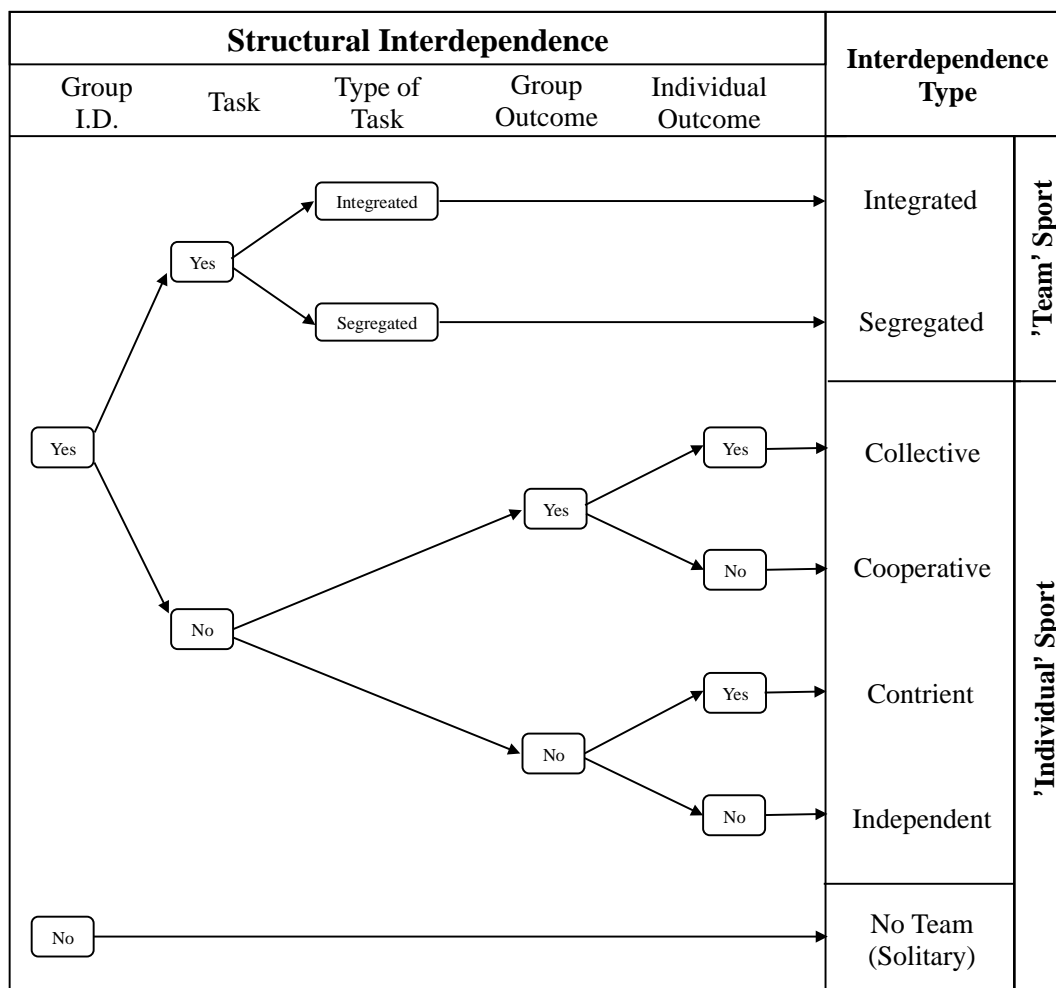 Structural Interdependence
Interdependence
Type
Group
I.D.
Task
Type of
Task
Group
Outcome
Individual
Outcome
Integreated
Integrated
Yes
Segregated
Segregated
’Team’ Sport
Yes
Yes
Collective
Yes
No
Cooperative
No
Yes
Contrient
No
No
Independent
’Individual’ Sport
No
No Team
(Solitary)